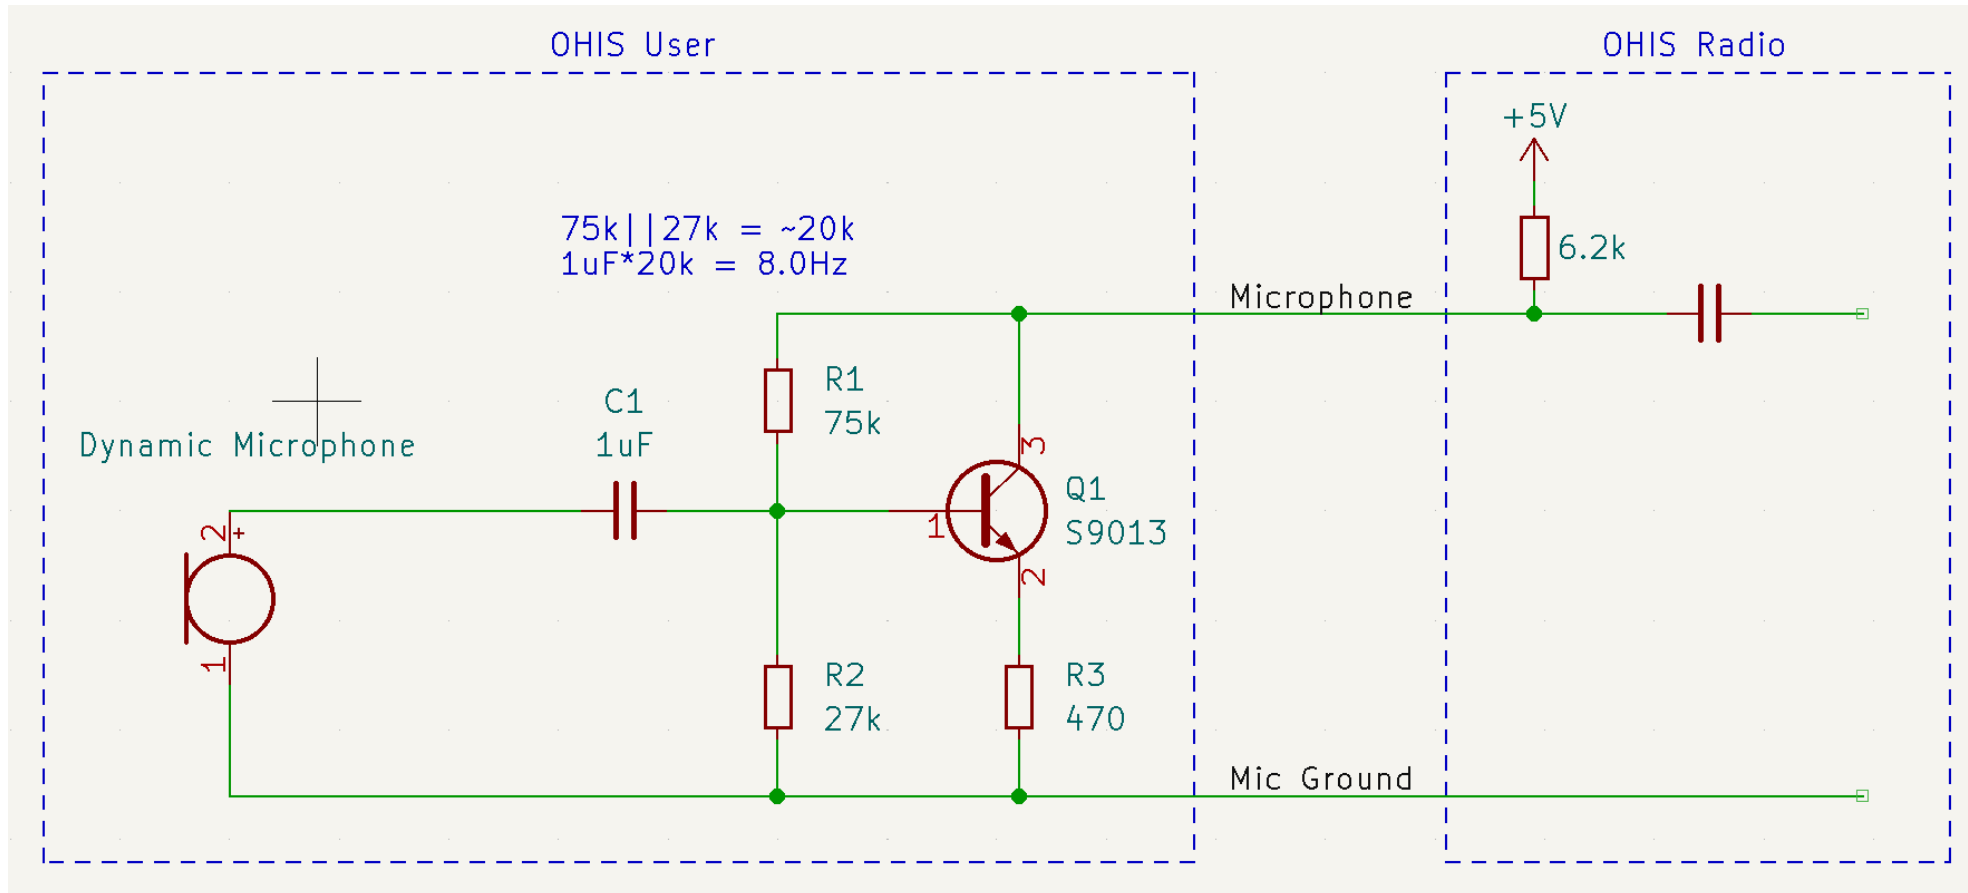 OHIS User
OHIS Radio
+5V
6.2k
75k||27k = ~20k
1uF*20k = 8.0Hz
Microphone
R1
75k
C1
1uF
Dynamic Microphone
3
Q1
S9013
1
2
2
+
1
R2
27k
R3
470
Mic Ground